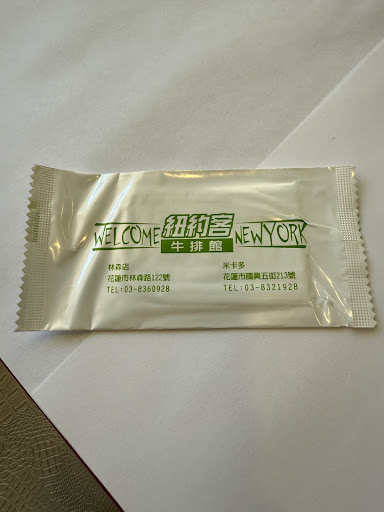 WELCOME 紐約客 NEWYORK
牛排館
林森店
花蓮市林森路122號
TEL:03-8360928
米卡多
花蓮市國興五街213號
TEL:03-8321928